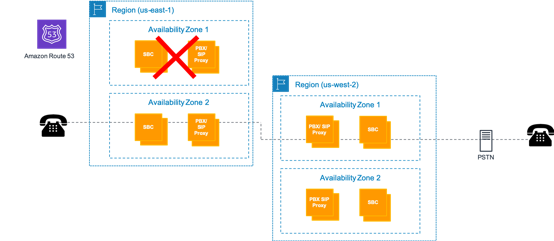 Region (us-east-1)
53
Amazon Route 53
Availability Zone 1
SBC
PBX/
SIP
Proxy
Availability Zone 2
SBC
PBX/
SIP
Proxy
Region (us-west-2)
Availability Zone 1
PBX/ SIP
Proxy
SBC
PSTN
Availability Zone 2
PBX SIP
Proxy
SBC